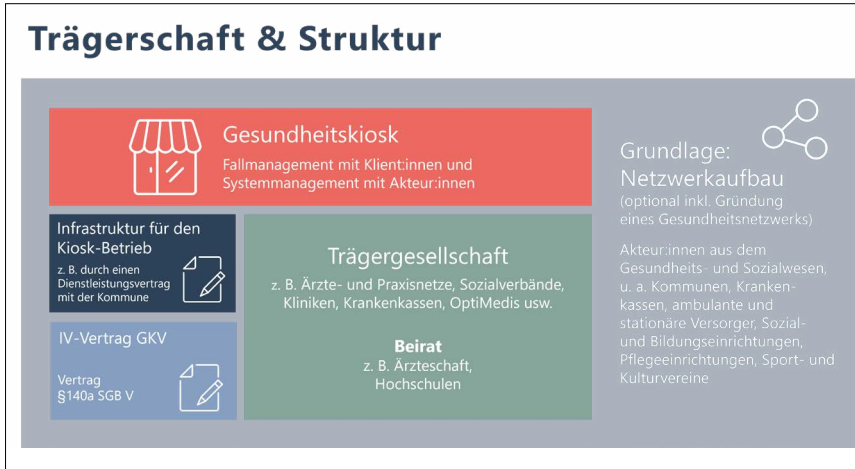 Trägerschaft & Struktur
Gesundheitskiosk
Fallmanagement mit Klient:innen und
Systemmanagement mit Akteur:innen
Infrastruktur für den
Kiosk-Betrieb
z. B. durch einen
Dienstleistungsvertrag
mit der Kommune
IV-Vertrag GKV
Vertrag
§140a SGB V
Trägergesellschaft
z. B. Ärzte- und Praxisnetze, Sozialverbände,
Kliniken, Krankenkassen, OptiMedis usw.
Beirat
z. B. Ärzteschaft,
Hochschulen
Grundlage:
Netzwerkaufbau
(optional inkl. Gründung
eines Gesundheitsnetzwerks)
Akteur:innen aus dem
Gesundheits- und Sozialwesen,
u. a. Kommunen, Kranken-
kassen, ambulante und
stationäre Versorger, Sozial-
und Bildungseinrichtungen,
Pflegeeinrichtungen, Sport- und
Kulturvereine